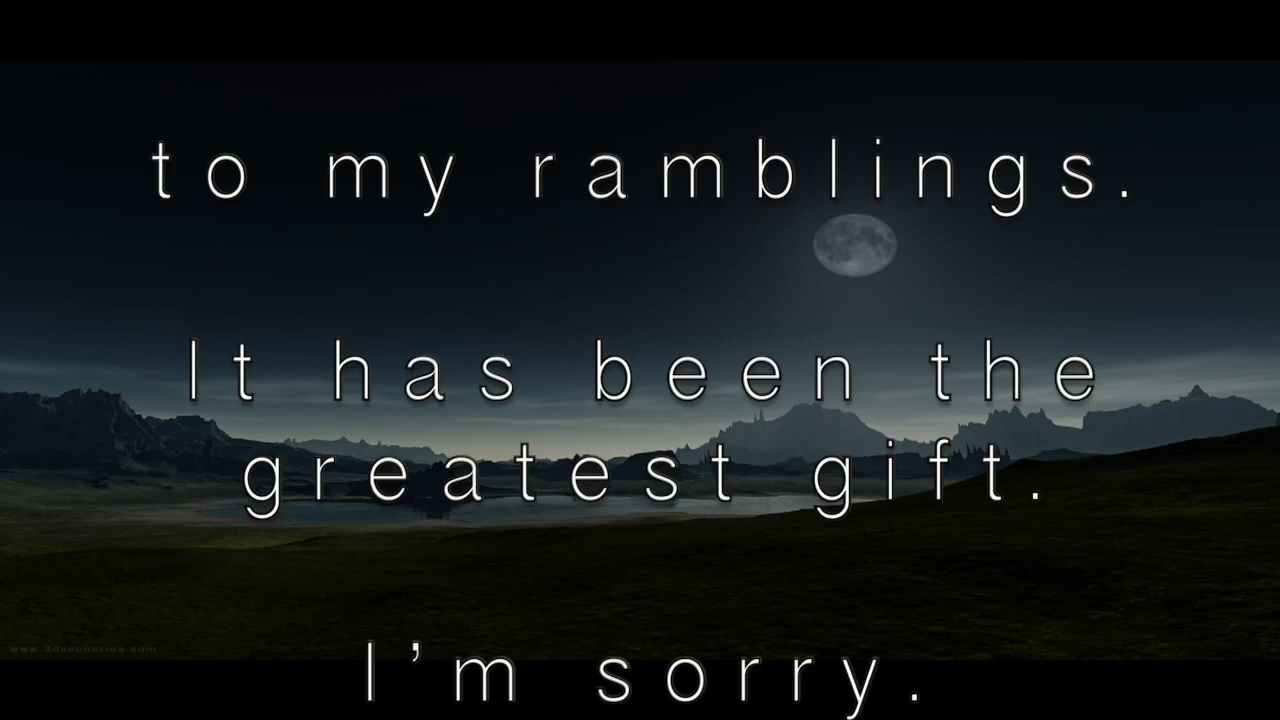 to my ramblings.
It has been the
greatest gift.
I'm sorry.